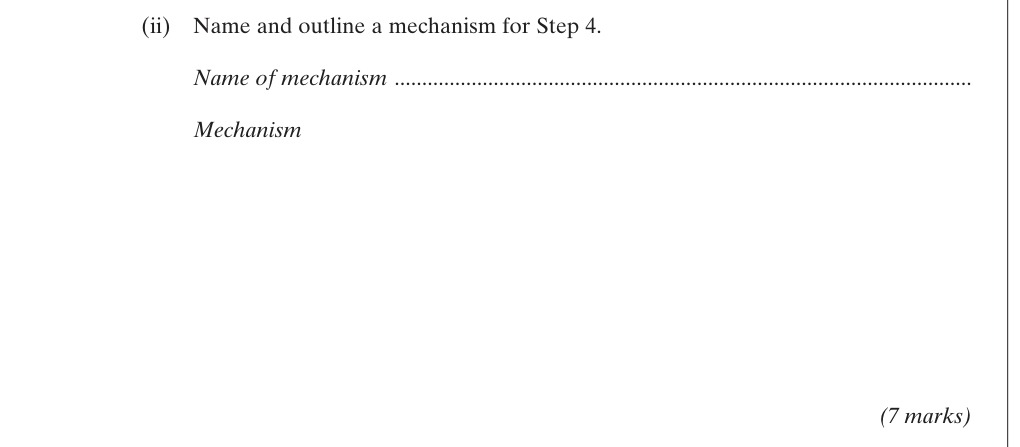 (ii) Name and outline a mechanism for Step 4.
Name of mechanism ..........................................................................................................
Mechanism
(7 marks)